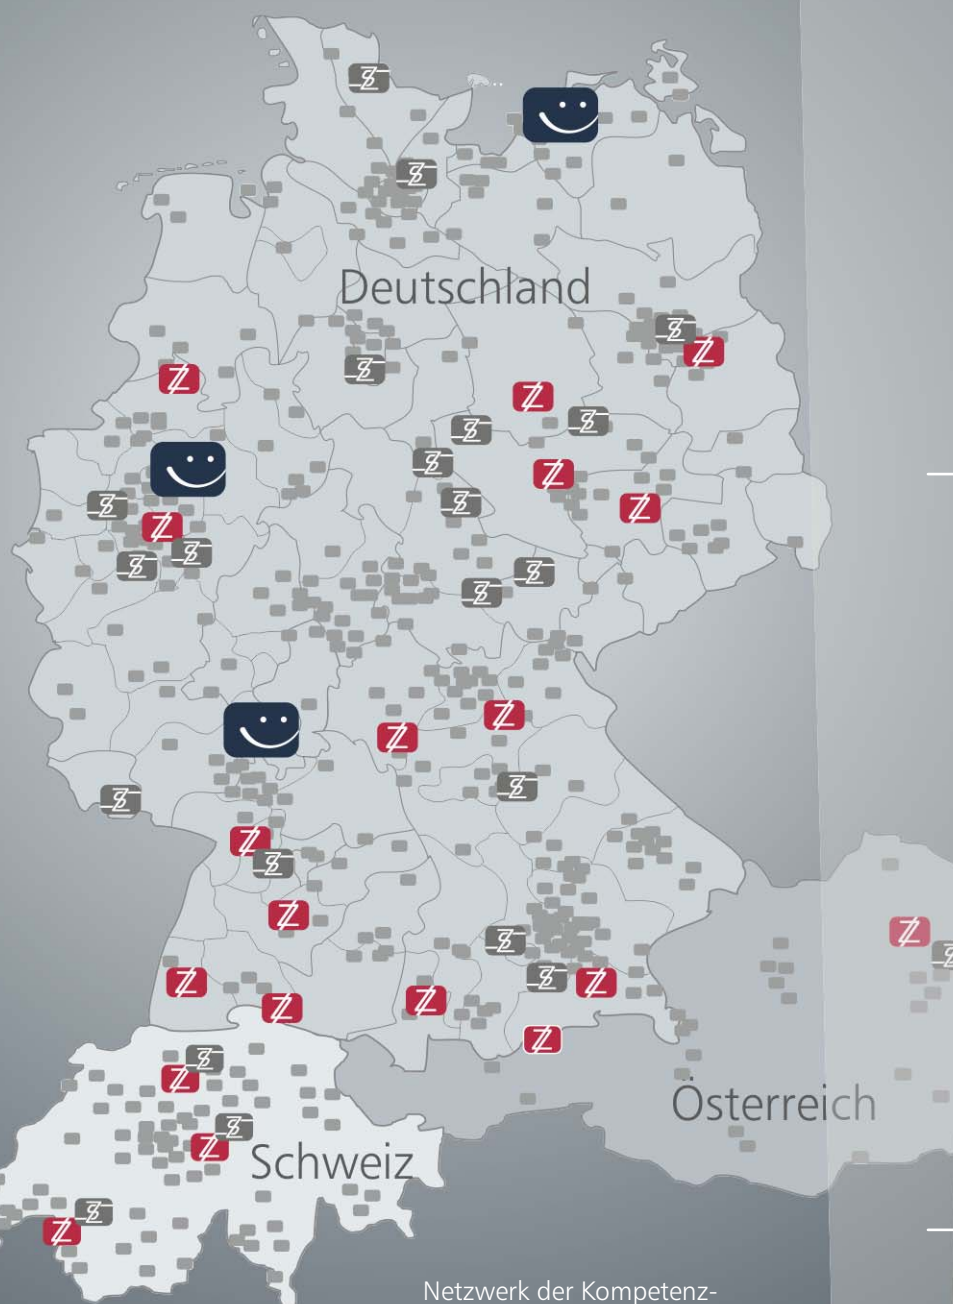 Deutschland
Österreich
Schweiz
Netzwerk der Kompetenz-